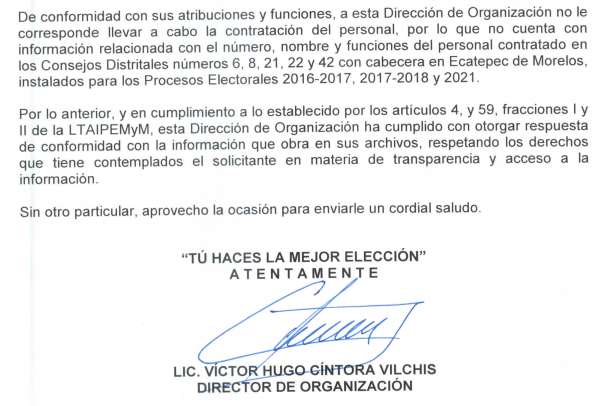 De conformidad con sus atribuciones y funciones, a esta Dirección de Organización no le
corresponde llevar a cabo la contratación del personal, por lo que no cuenta con
información relacionada con el número, nombre y funciones del personal contratado en
los Consejos Distritales números 6, 8, 21, 22 y 42 con cabecera en Ecatepec de Morelos,
instalados para los Procesos Electorales 2016-2017, 2017-2018 y 2021.
Por lo anterior, y en cumplimiento a lo establecido por los artículos 4, y 59, fracciones I y
II de la LTAIPEMyM, esta Dirección de Organización ha cumplido con otorgar respuesta
de conformidad con la información que obra en sus archivos, respetando los derechos
que tiene contemplados el solicitante en materia de transparencia y acceso a la
información.
Sin otro particular, aprovecho la ocasión para enviarle un cordial saludo.
“TÚ HACES LA MEJOR ELECCIÓN”
A T E N T A M E N T E
LIC. VÍCTOR HUGO CÍNTORA VILCHIS
DIRECTOR DE ORGANIZACIÓN